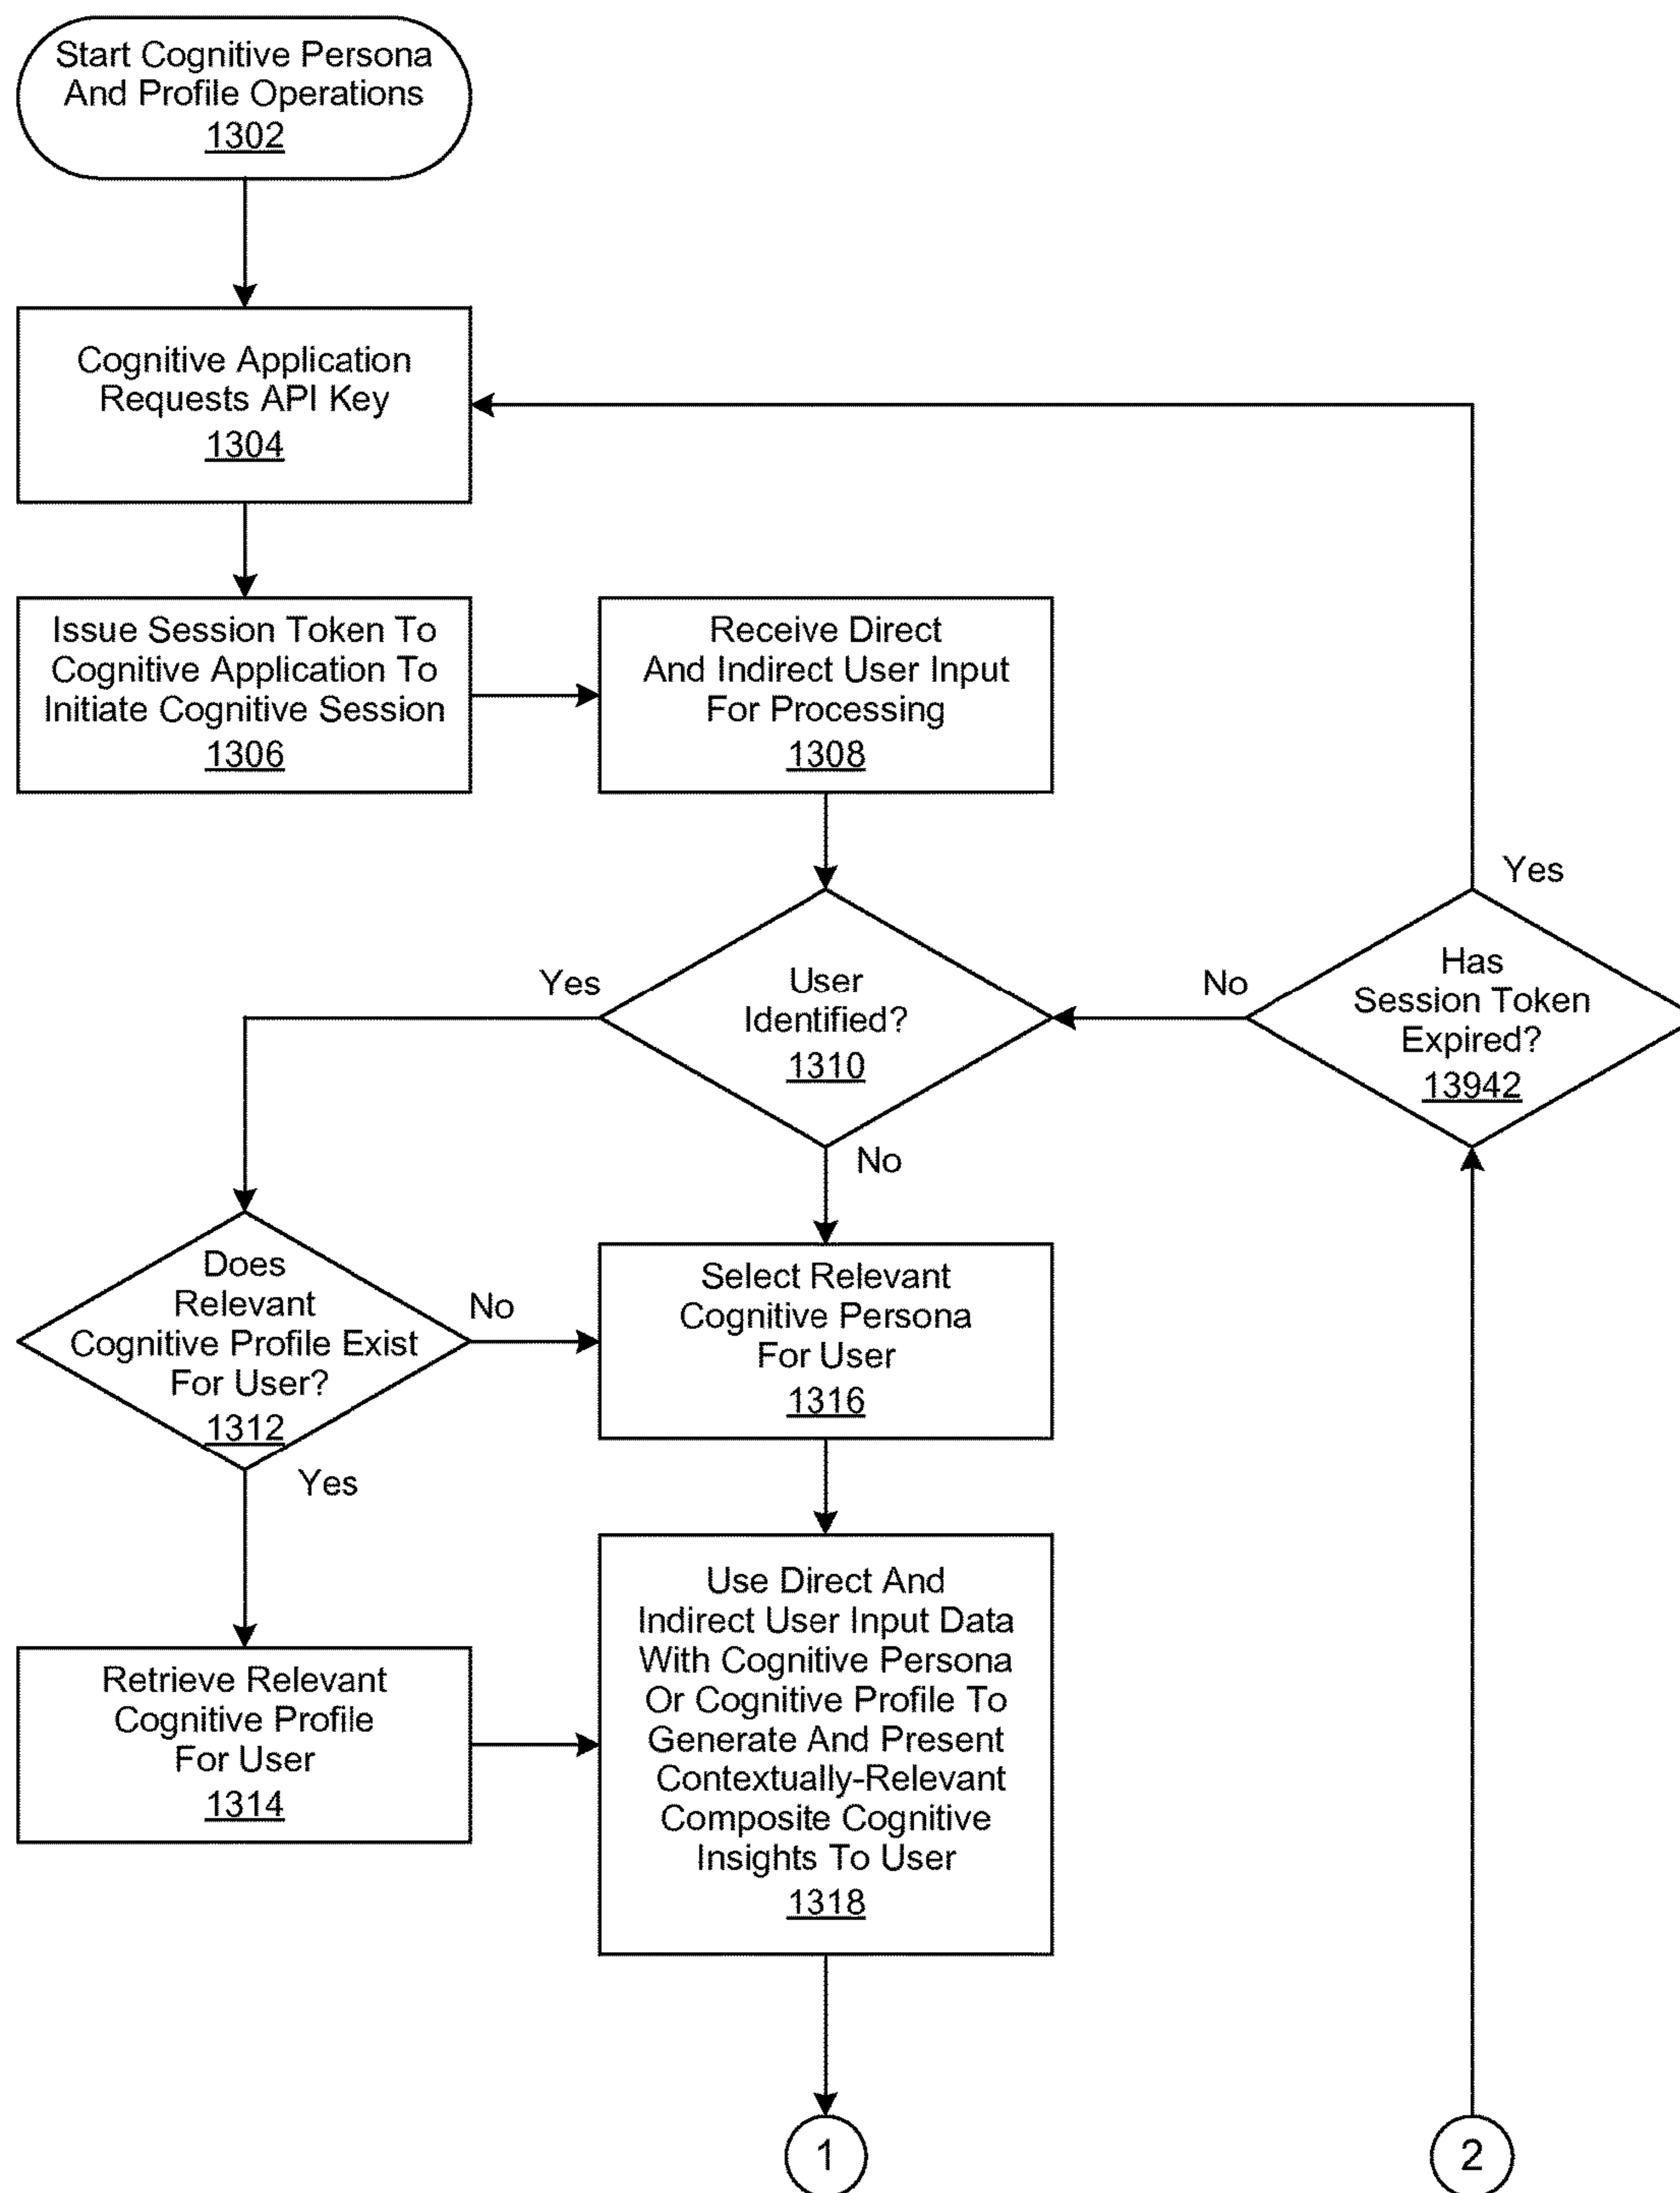 Start Cognitive Persona
And Profile Operations
1302
Cognitive Application
Requests API Key
1304
Issue Session Token To
Cognitive Application To
Initiate Cognitive Session
1306
Receive Direct
And Indirect User Input
For Processing
1308
Yes
User
Identified?
1310
No
No
Has
Session Token
Expired?
13942
Yes
Does
Relevant
Cognitive Profile Exist
For User?
1312
No
Yes
Select Relevant
Cognitive Persona
For User
1316
Retrieve Relevant
Cognitive Profile
For User
1314
Use Direct And
Indirect User Input Data
With Cognitive Persona
Or Cognitive Profile To
Generate And Present
Contextually-Relevant
Composite Cognitive
Insights To User
1318
1
2